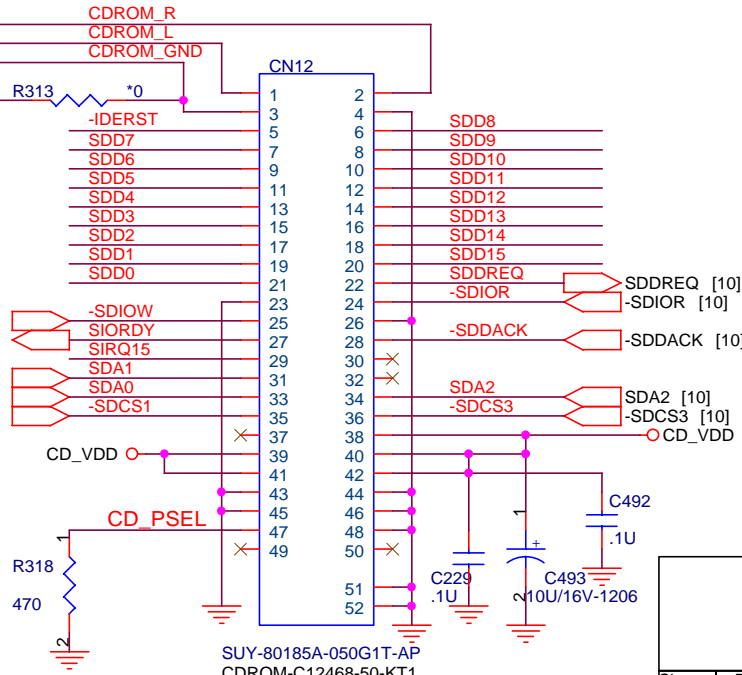 CDROM_R
CDROM_L
CDROM_GND
CN12
R313 *0
1 2
3 4
-IDERST 5 6 SDD8
SDD7 7 8 SDD9
SDD6 9 10 SDD10
SDD5 11 12 SDD11
SDD4 13 14 SDD12
SDD3 15 16 SDD13
SDD2 17 18 SDD14
SDD1 19 20 SDD15
SDD0 21 22 SDDREQ SDDREQ [10]
23 24 -SDIOR -SDIOR [10]
-SDIOW 25 26
SIORDY 27 28 -SDDACK -SDDACK [10]
SIRQ15 29 30
SDA1 31 32
SDA0 33 34 SDA2 SDA2 [10]
-SDCS1 35 36 -SDCS3 -SDCS3 [10]
37 38 CD_VDD
CD_VDD 39 40
41 42
43 44
45 46
CD_PSEL 47 48
49 50
51
52
1
R318
470
2
C229
.1U
1
+
2
C493
10U/16V-1206
C492
.1U
SUY-80185A-050G1T-AP
CDROM-C12468-50-KT1